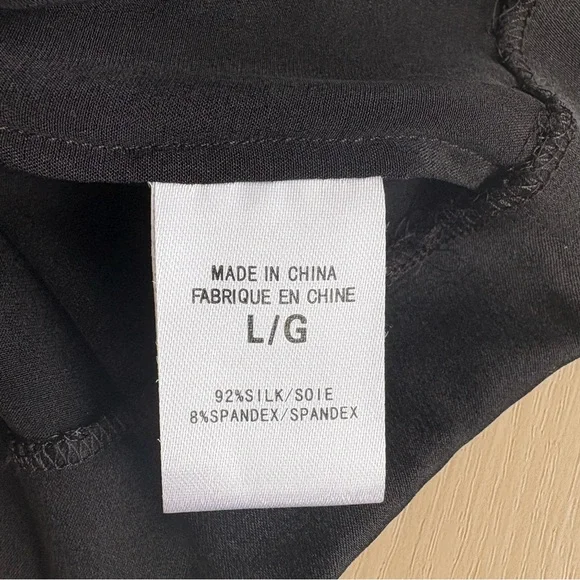 MADE IN CHINA
FABRIQUE EN CHINE
L/G
92%SILK/SOIE
8%SPANDEX/SPANDEX